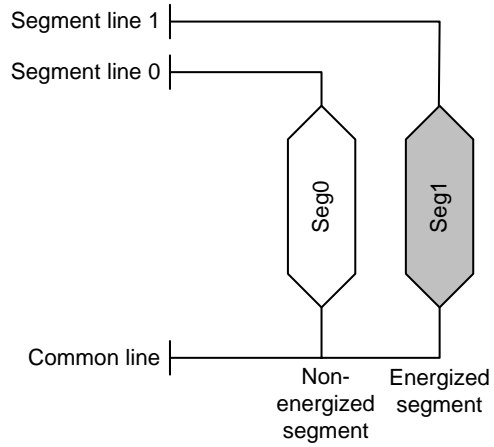 Segment line 1
Segment line 0
Seg0
Seg1
Common line
Non-
energized
segment
Energized
segment